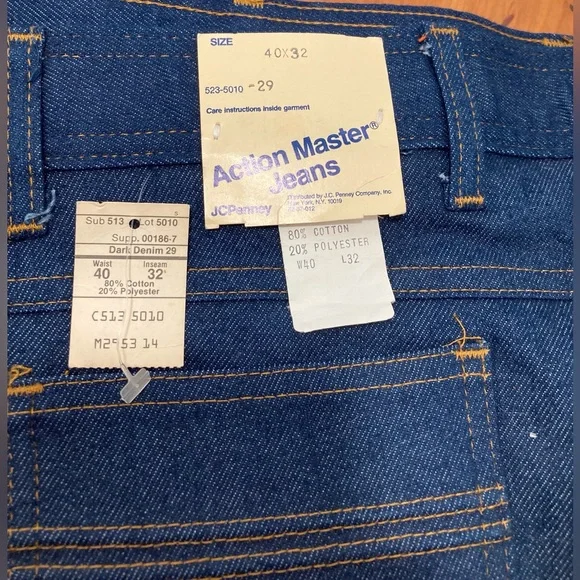 SIZE
40X32
523-5010 -29
Care instructions inside garment
Action Master®
Jeans
Distributed by J.C. Penney Company, Inc.
New York, N.Y. 10019
JCPenney
80% COTTON
20% POLYESTER
W40 L32
Sub 513 Lot 5010
Supp. 00186-7
Dark Denim 29
Waist Inseam
40 32
80% Cotton
20% Polyester
C513 5010
M2953 14